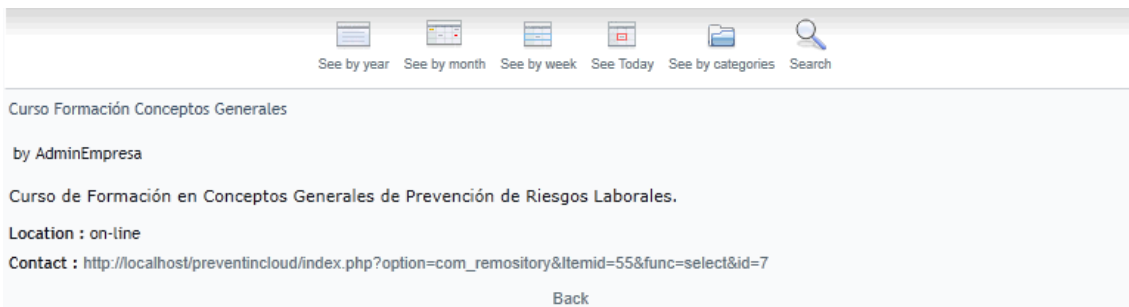 See by year See by month See by week See Today See by categories Search
Curso Formación Conceptos Generales
by AdminEmpresa
Curso de Formación en Conceptos Generales de Prevención de Riesgos Laborales.
Location : on-line
Contact : http://localhost/preventincloud/index.php?option=com_remository&Itemid=55&func=select&id=7
Back